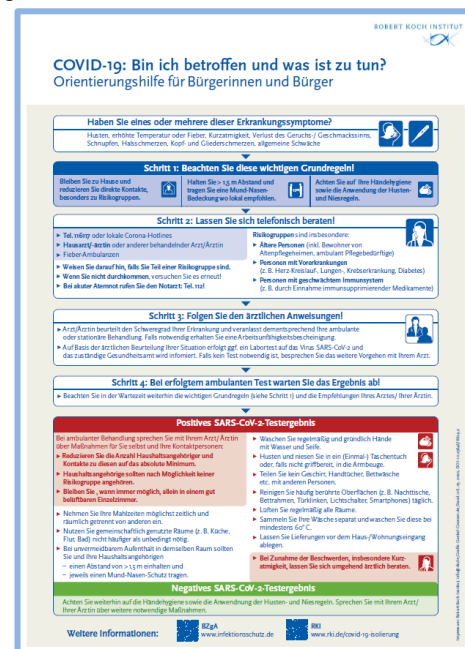 ROBERT KOCH INSTITUT
COVID-19: Bin ich betroffen und was ist zu tun?
Orientierungshilfe für Bürgerinnen und Bürger
Haben Sie eines oder mehrere dieser Erkrankungssymptome?
Husten, erhöhte Temperatur oder Fieber, Kurzatmigkeit, Verlust des Geruchs-/ Geschmackssinns,
Schnupfen, Halsschmerzen, Kopf- und Gliederschmerzen, allgemeine Schwäche
Schritt 1: Beachten Sie diese wichtigen Grundregeln!
Bleiben Sie zu Hause und
reduzieren Sie direkte Kontakte,
besonders zu Risikogruppen.
Halten Sie > 1,5 m Abstand und
tragen Sie eine Mund-Nasen-
Bedeckung wo lokal empfohlen.
Achten Sie auf Ihre Händehygiene
sowie die Anwendung der Husten-
und Niesregeln.
Schritt 2: Lassen Sie sich telefonisch beraten!
▸ Tel. 116117 oder lokale Corona-Hotlines
▸ Hausarzt/-ärztin oder anderer behandelnder Arzt/Ärztin
▸ Fieber-Ambulanzen
▸ Weisen Sie darauf hin, falls Sie Teil einer Risikogruppe sind.
▸ Wenn Sie nicht durchkommen, versuchen Sie es erneut!
▸ Bei akuter Atemnot rufen Sie den Notarzt: Tel. 112!
Risikogruppen sind insbesondere:
▸ Ältere Personen (inkl. Bewohner von
Altenpflegeheimen, ambulant Pflegebedürftige)
▸ Personen mit Vorerkrankungen
(z. B. Herz-Kreislauf-, Lungen-, Krebserkrankung, Diabetes)
▸ Personen mit geschwächtem Immunsystem
(z. B. durch Einnahme immunsupprimierender Medikamente)
Schritt 3: Folgen Sie den ärztlichen Anweisungen!
▸ Arzt/Ärztin beurteilt den Schweregrad Ihrer Erkrankung und veranlasst dementsprechend Ihre ambulante
oder stationäre Behandlung. Falls notwendig erhalten Sie eine Arbeitsunfähigkeitsbescheinigung.
▸ Auf Basis der ärztlichen Beurteilung Ihrer Situation erfolgt ggf. ein Labortest auf das Virus SARS-CoV-2 und
das zuständige Gesundheitsamt wird informiert. Falls kein Test notwendig ist, besprechen Sie das weitere Vorgehen mit Ihrem Arzt.
Schritt 4: Bei erfolgtem ambulanten Test warten Sie das Ergebnis ab!
▸ Beachten Sie in der Wartezeit weiterhin die wichtigen Grundregeln (siehe Schritt 1) und die Empfehlungen Ihres Arztes/ Ihrer Ärztin.
Positives SARS-CoV-2-Testergebnis
Bei ambulanter Behandlung sprechen Sie mit Ihrem Arzt/ Ärztin
über Maßnahmen für Sie selbst und Ihre Kontaktpersonen:
▸ Reduzieren Sie die Anzahl Haushaltsangehöriger und
Kontakte zu diesen auf das absolute Minimum.
▸ Haushaltsangehörige sollten nach Möglichkeit keiner
Risikogruppe angehören.
▸ Bleiben Sie, wann immer möglich, allein in einem gut
belüftbaren Einzelzimmer.
▸ Nehmen Sie Ihre Mahlzeiten möglichst zeitlich und
räumlich getrennt von anderen ein.
▸ Nutzen Sie gemeinschaftlich genutzte Räume (z. B. Küche,
Flur, Bad) nicht häufiger als unbedingt nötig.
▸ Bei unvermeidbarem Aufenthalt in demselben Raum sollten
Sie und Ihre Haushaltsangehörigen
– einen Abstand von > 1,5 m einhalten und
– jeweils einen Mund-Nasen-Schutz tragen.
▸ Waschen Sie regelmäßig und gründlich Hände
mit Wasser und Seife.
▸ Husten und niesen Sie in ein (Einmal-) Taschentuch
oder, falls nicht griffbereit, in die Armbeuge.
▸ Teilen Sie kein Geschirr, Handtücher, Bettwäsche
etc. mit anderen Personen.
▸ Reinigen Sie häufig berührte Oberflächen (z. B. Nachttische,
Bettrahmen, Türklinken, Lichtschalter, Smartphones) täglich.
▸ Lüften Sie regelmäßig alle Räume.
▸ Sammeln Sie Ihre Wäsche separat und waschen Sie diese bei
mindestens 60° C.
▸ Lassen Sie Lieferungen vor dem Haus-/Wohnungseingang
ablegen.
▸ Bei Zunahme der Beschwerden, insbesondere Kurz-
atmigkeit, lassen Sie sich umgehend ärztlich beraten.
Negatives SARS-CoV-2-Testergebnis
Achten Sie weiterhin auf die Händehygiene sowie die Anwendung der Husten- und Niesregeln. Sprechen Sie mit Ihrem Arzt/
Ihrer Ärztin über weitere notwendige Maßnahmen.
Weitere Informationen:
BZgA
www.infektionsschutz.de
RKI
www.rki.de/covid-19-isolierung